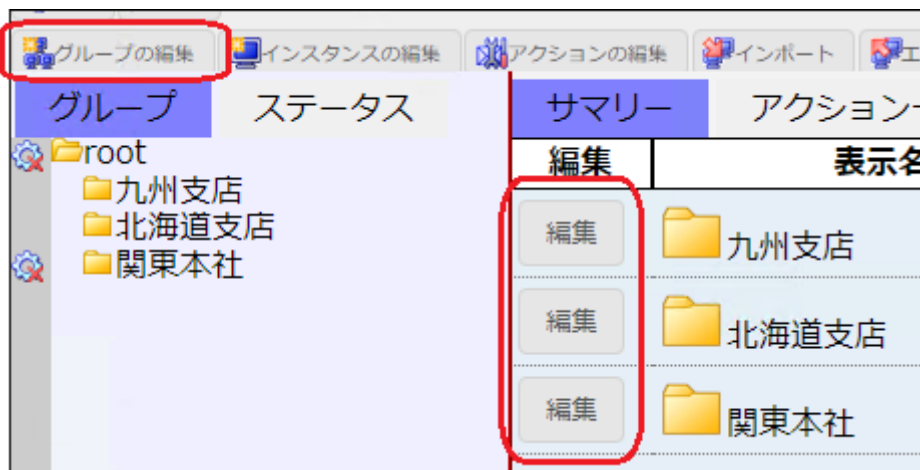 グループの編集 インスタンスの編集 アクションの編集 インポート
グループ ステータス サマリー アクション
root 編集 表示名
九州支店
北海道支店
関東本社
編集 九州支店
編集 北海道支店
編集 関東本社